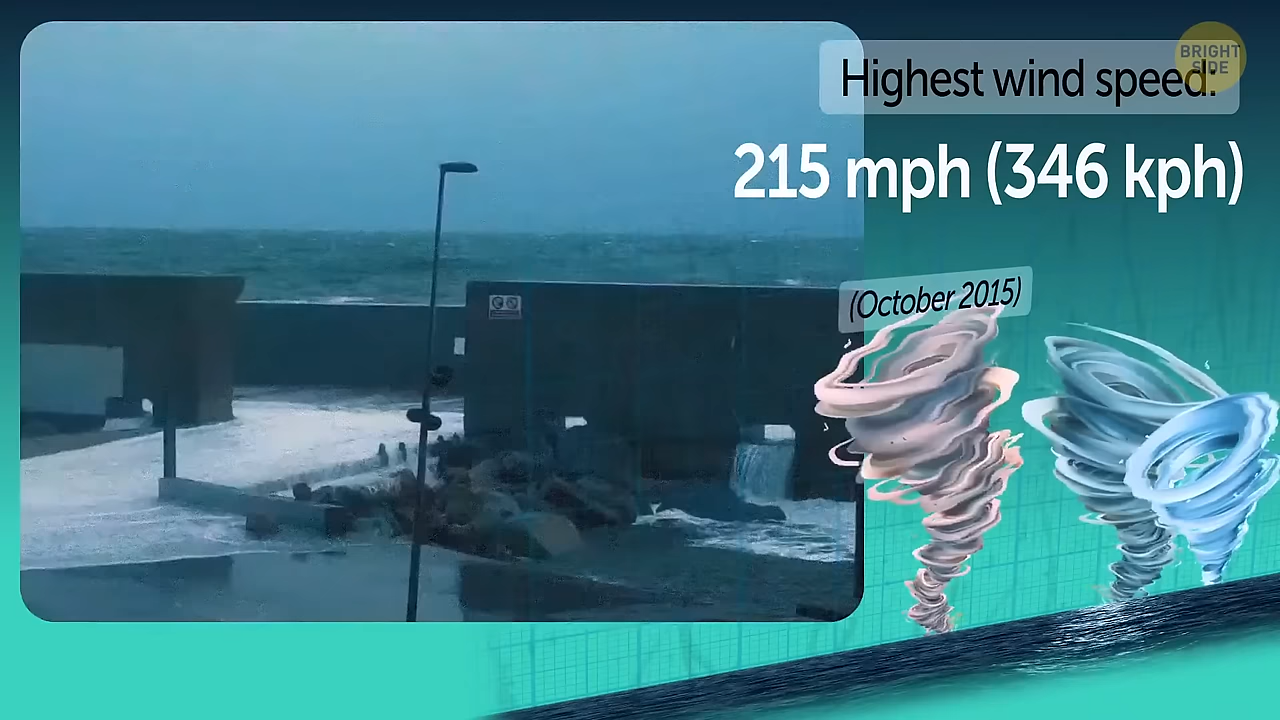 BRIGHT
SIDE
Highest wind speed:
215 mph (346 kph)
(October 2015)